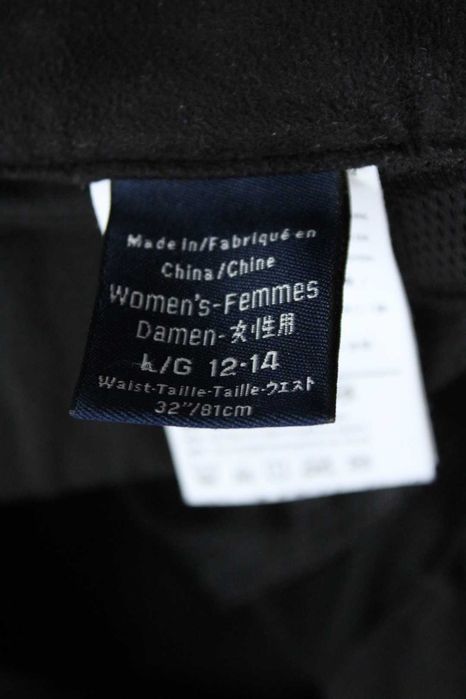 Made in/Fabriqué en
China/Chine
Women's-Femmes
Damen-女性用
L/G 12-14
Waist-Taille-Taille-ウエスト
32"/81cm